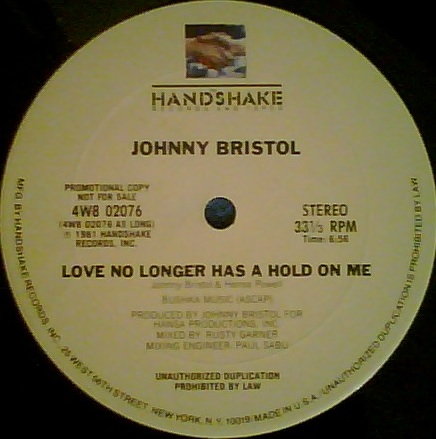 HANDSHAKE
RECORDS AND TAPES
JOHNNY BRISTOL
PROMOTIONAL COPY
NOT FOR SALE
4W8 02076
(4W8 02076 AS LONG)
℗ 1981 HANDSHAKE
RECORDS, INC.
STEREO
33⅓ RPM
Time: 6:56
LOVE NO LONGER HAS A HOLD ON ME
Johnny Bristol & Henree Powell
BUSHKA MUSIC (ASCAP)
PRODUCED BY JOHNNY BRISTOL FOR
HANSA PRODUCTIONS, INC
MIXED BY: RUSTY GARNER
MIXING ENGINEER: PAUL SABU
UNAUTHORIZED DUPLICATION
PROHIBITED BY LAW
MFG. BY HANDSHAKE RECORDS, INC. 25 WEST 56TH STREET, NEW YORK, N.Y. 10019/MADE IN U.S.A./UNAUTHORIZED DUPLICATION IS PROHIBITED BY LAW